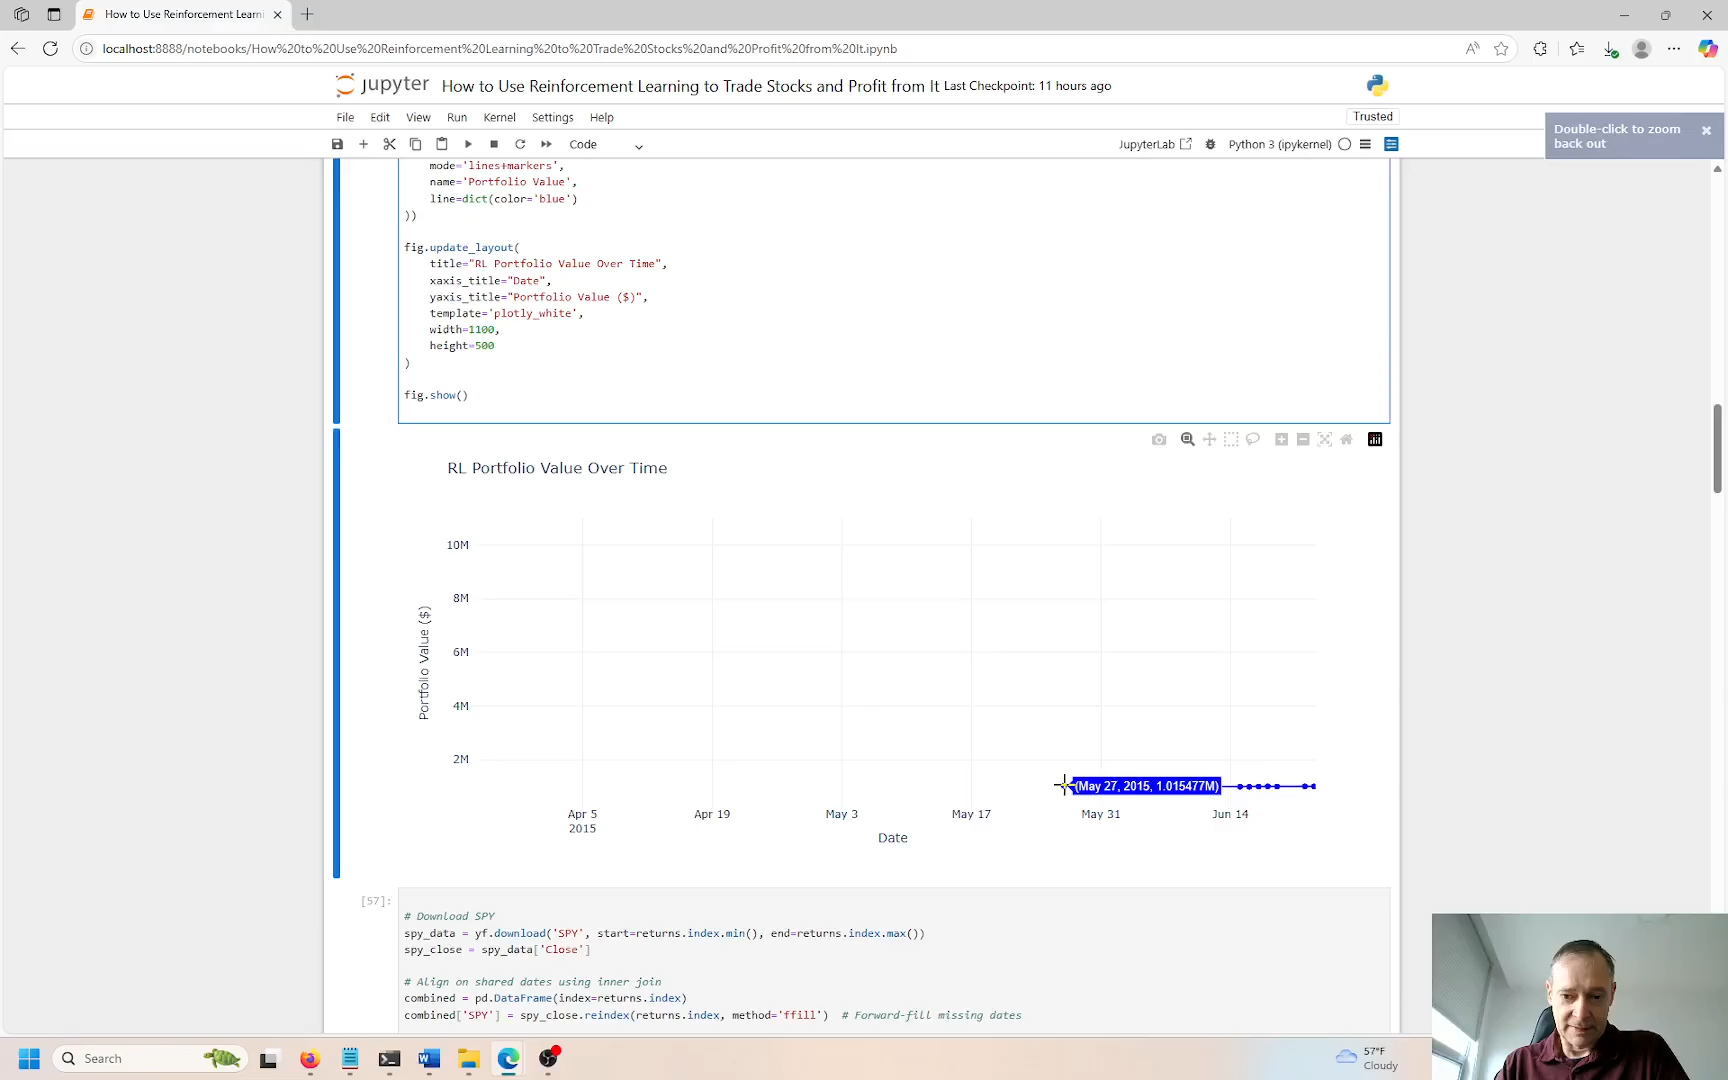 How to Use Reinforcement Learni
localhost:8888/notebooks/How%20to%20Use%20Reinforcement%20Learning%20to%20Trade%20Stocks%20and%20Profit%20from%20It.ipynb
jupyter How to Use Reinforcement Learning to Trade Stocks and Profit from It Last Checkpoint: 11 hours ago
File Edit View Run Kernel Settings Help
Trusted
Double-click to zoom
back out
Code
JupyterLab
Python 3 (ipykernel)
mode='lines+markers',
name='Portfolio Value',
line=dict(color='blue')
))
fig.update_layout(
title="RL Portfolio Value Over Time",
xaxis_title="Date",
yaxis_title="Portfolio Value ($)",
template='plotly_white',
width=1100,
height=500
)
fig.show()
RL Portfolio Value Over Time
10M
8M
6M
4M
2M
Portfolio Value ($)
(May 27, 2015, 1.015477M)
Apr 5
2015
Apr 19
May 3
May 17
May 31
Jun 14
Date
[57]:
# Download SPY
spy_data = yf.download('SPY', start=returns.index.min(), end=returns.index.max())
spy_close = spy_data['Close']
# Align on shared dates using inner join
combined = pd.DataFrame(index=returns.index)
combined['SPY'] = spy_close.reindex(returns.index, method='ffill')  # Forward-fill missing dates
Search
57°F
Cloudy